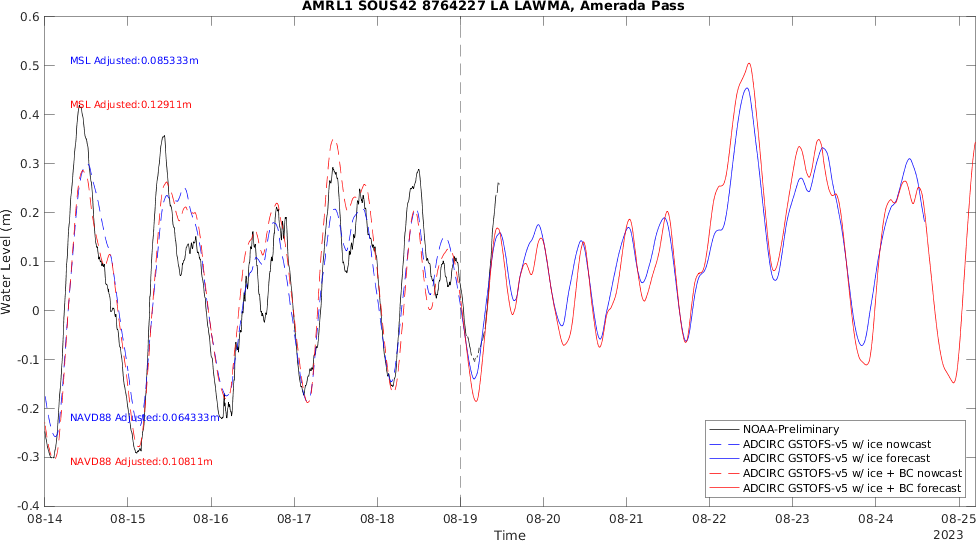 AMRL1 SOUS42 8764227 LA LAWMA, Amerada Pass
0.6
0.5
0.4
0.3
0.2
0.1
0
-0.1
-0.2
-0.3
-0.4
Water Level (m)
MSL Adjusted:0.085333m
MSL Adjusted:0.12911m
NAVD88 Adjusted:0.064333m
NAVD88 Adjusted:0.10811m
NOAA-Preliminary
ADCIRC GSTOFS-v5 w/ ice nowcast
ADCIRC GSTOFS-v5 w/ ice forecast
ADCIRC GSTOFS-v5 w/ ice + BC nowcast
ADCIRC GSTOFS-v5 w/ ice + BC forecast
08-14 08-15 08-16 08-17 08-18 08-19 08-20 08-21 08-22 08-23 08-24 08-25
Time
2023